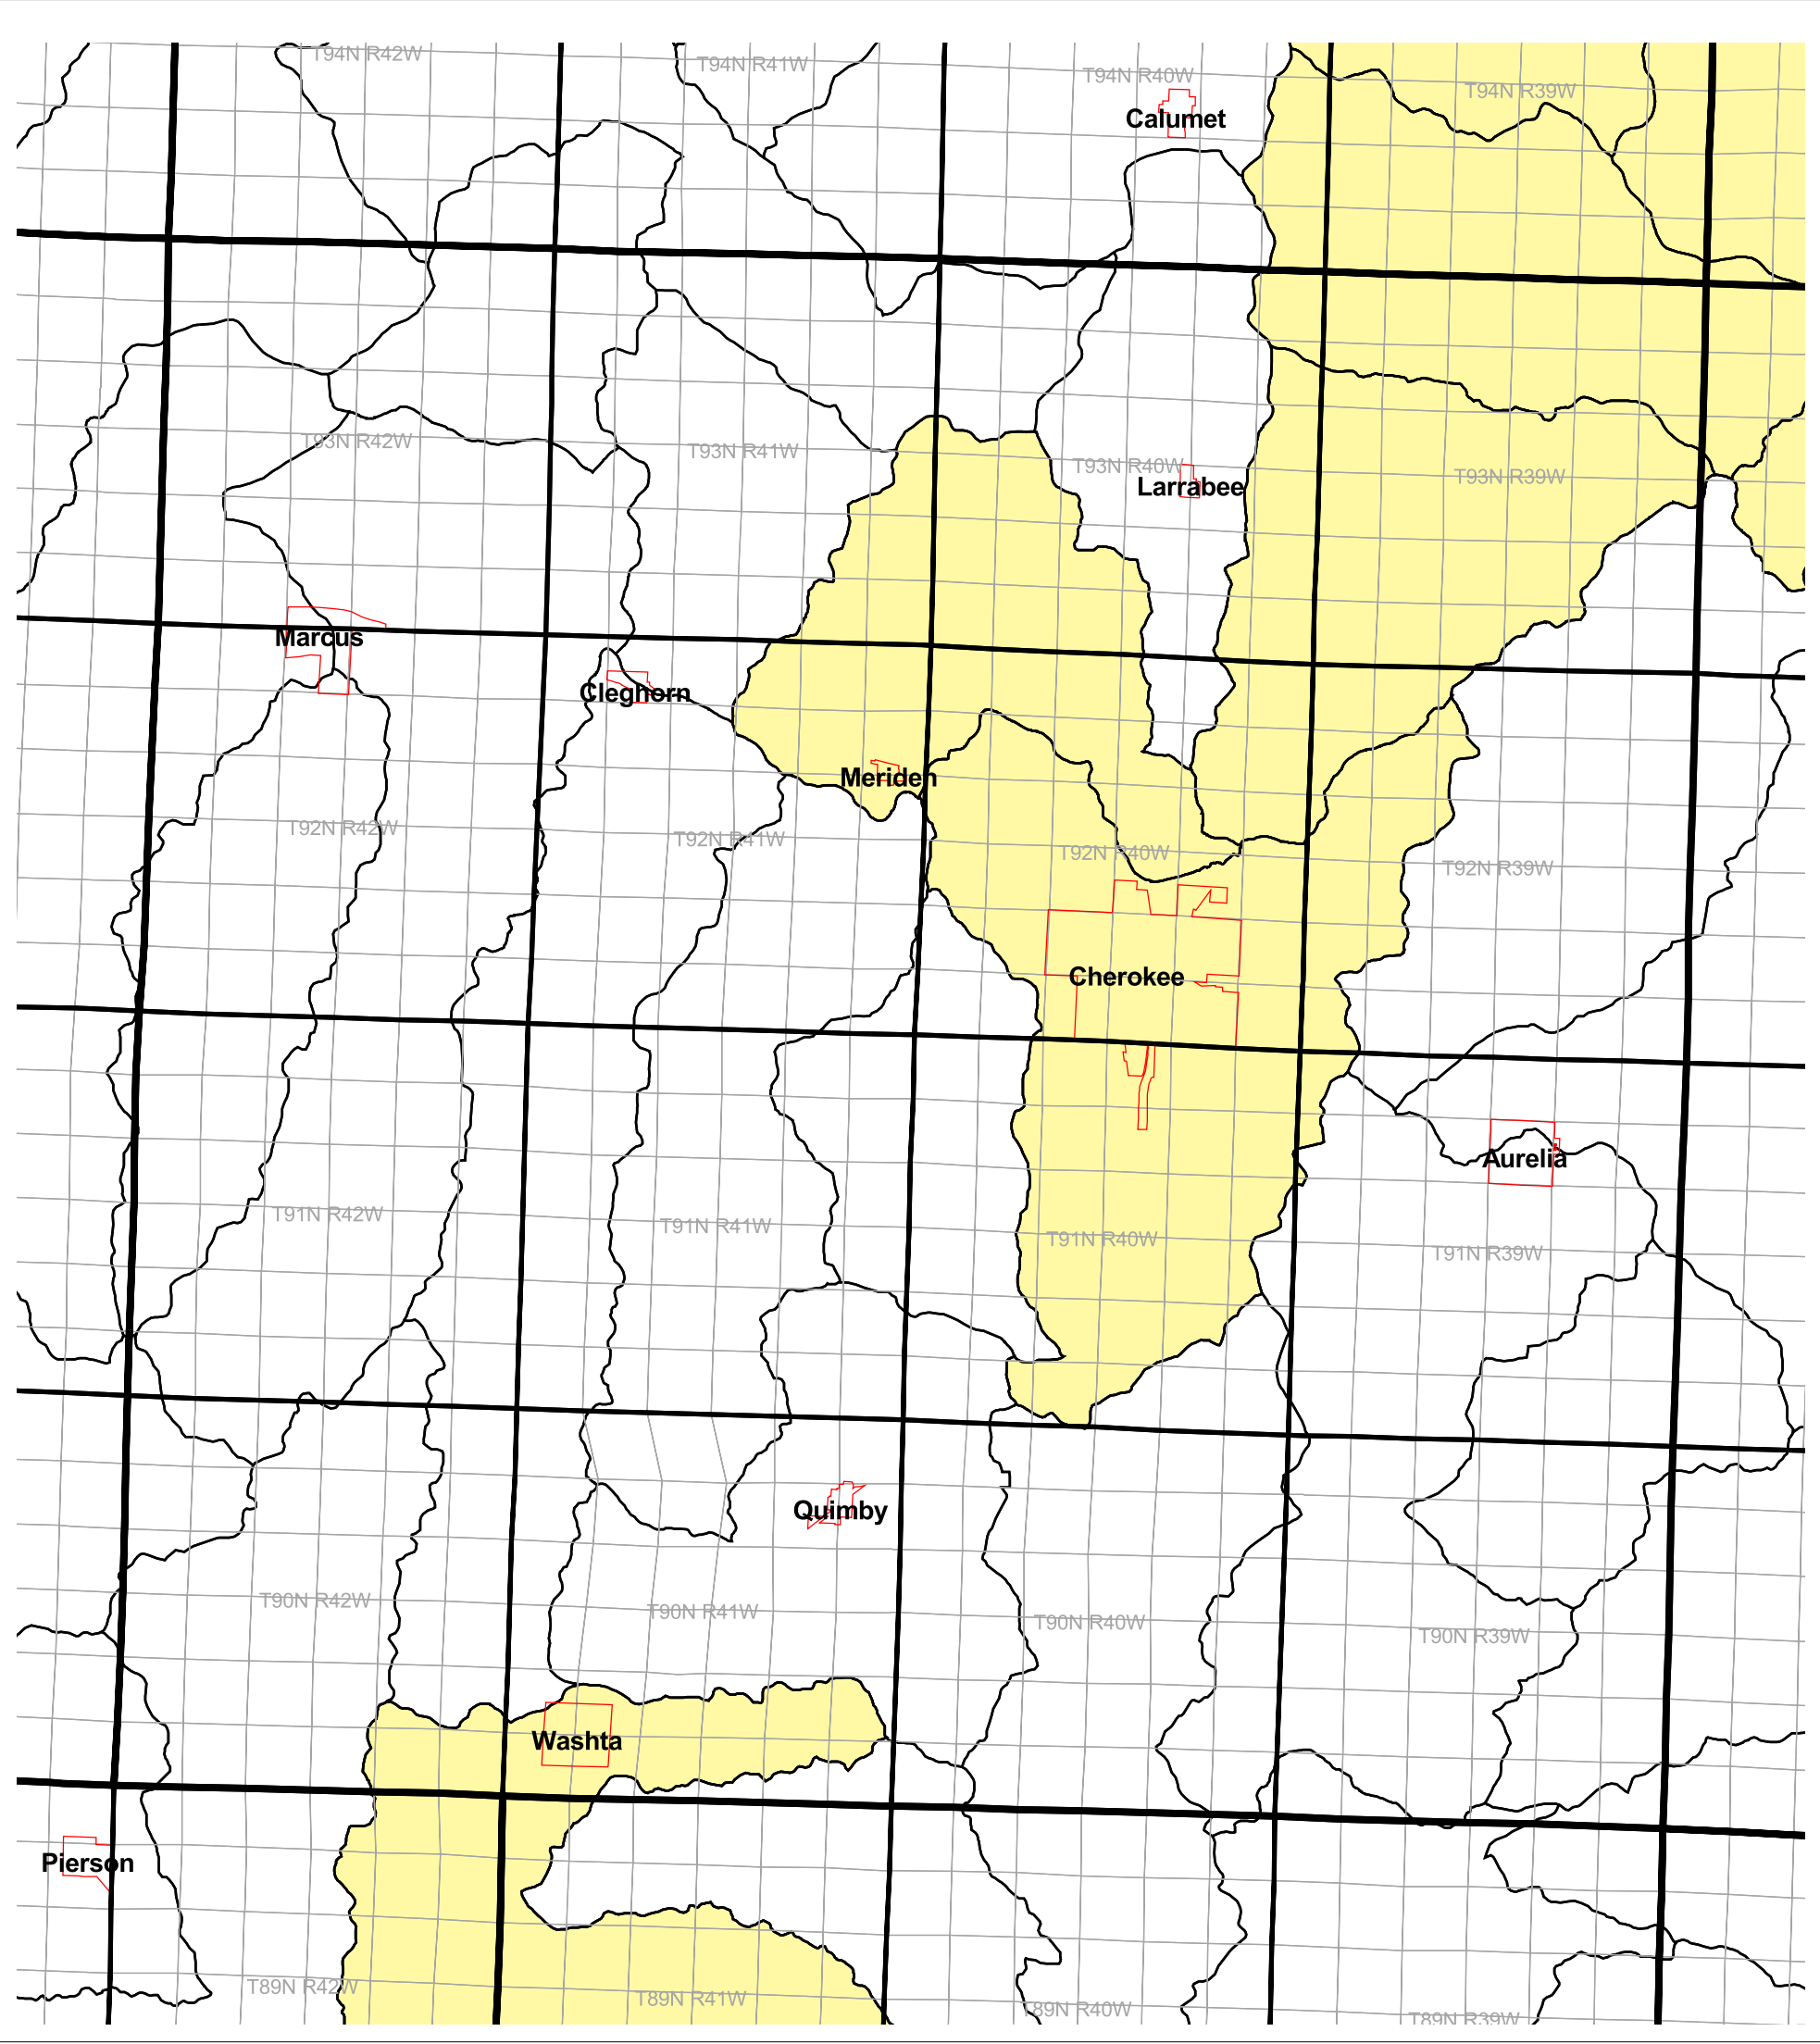 T94N R42W
T94N R41W
T94N R40W
T94N R39W
Calumet
T93N R42W
T93N R41W
T93N R40W
T93N R39W
Larrabee
Marcus
Cleghorn
Meriden
T92N R42W
T92N R41W
T92N R40W
T92N R39W
Cherokee
Aurelia
T91N R42W
T91N R41W
T91N R40W
T91N R39W
Quimby
T90N R42W
T90N R41W
T90N R40W
T90N R39W
Washta
Pierson
T89N R42W
T89N R41W
T89N R40W
T89N R39W